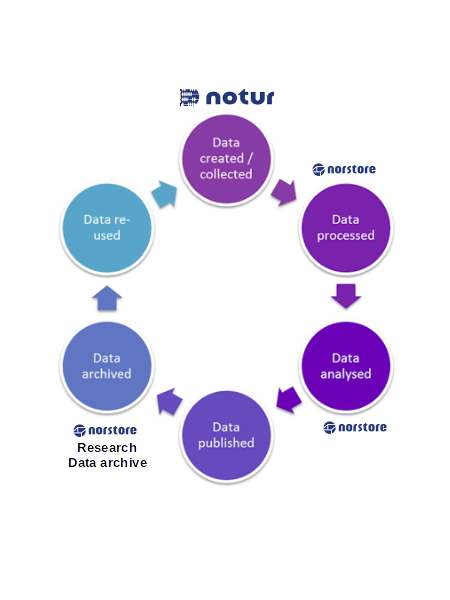 notur
Data
created /
collected
norstore
Data
processed
Data
analysed
norstore
Data
published
Data
archived
norstore
Research
Data archive
Data re-
used